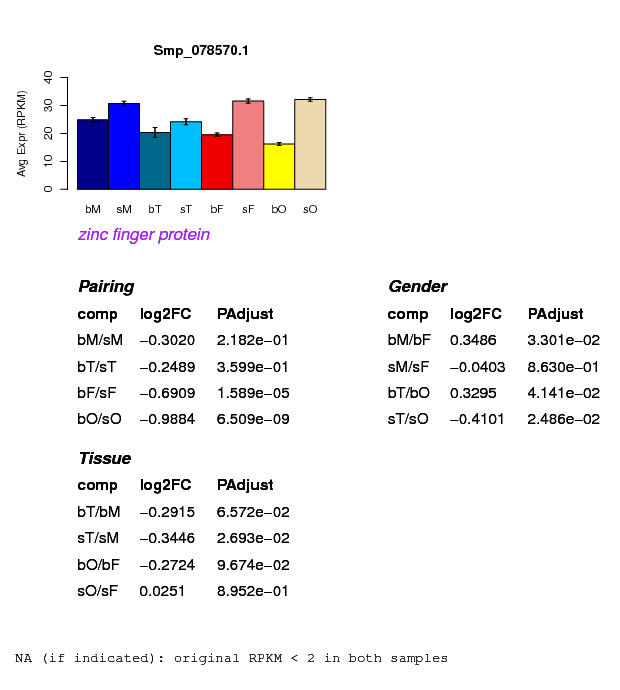 Smp_078570.1
Avg Expr (RPKM)
40
30
20
10
0
bM sM bT sT bF sF bO sO
zinc finger protein
Pairing
comp log2FC PAdjust
bM/sM −0.3020 2.182e−01
bT/sT −0.2489 3.599e−01
bF/sF −0.6909 1.589e−05
bO/sO −0.9884 6.509e−09
Gender
comp log2FC PAdjust
bM/bF 0.3486 3.301e−02
sM/sF −0.0403 8.630e−01
bT/bO 0.3295 4.141e−02
sT/sO −0.4101 2.486e−02
Tissue
comp log2FC PAdjust
bT/bM −0.2915 6.572e−02
sT/sM −0.3446 2.693e−02
bO/bF −0.2724 9.674e−02
sO/sF 0.0251 8.952e−01
NA (if indicated): original RPKM < 2 in both samples